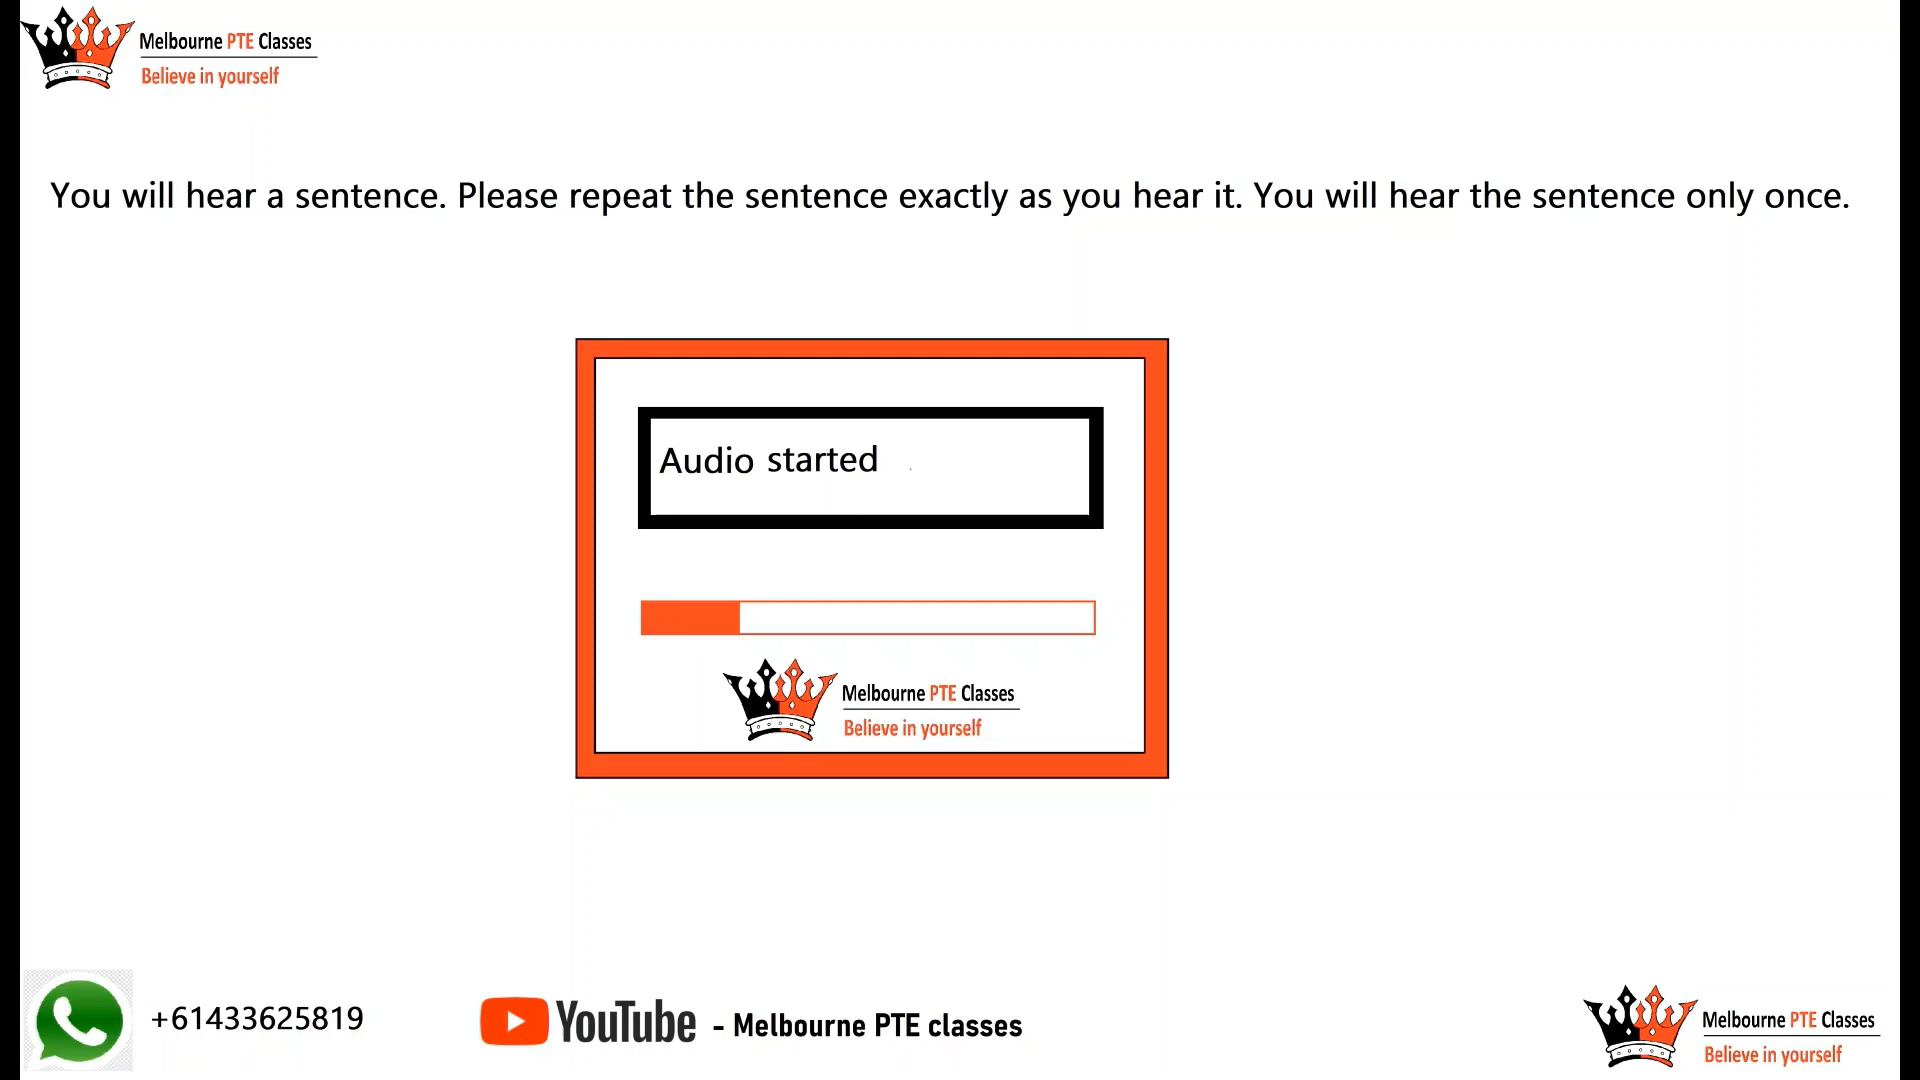 Melbourne PTE Classes
Believe in yourself
You will hear a sentence. Please repeat the sentence exactly as you hear it. You will hear the sentence only once.
Audio started
Melbourne PTE Classes
Believe in yourself
+61433625819
YouTube - Melbourne PTE classes
Melbourne PTE Classes
Believe in yourself